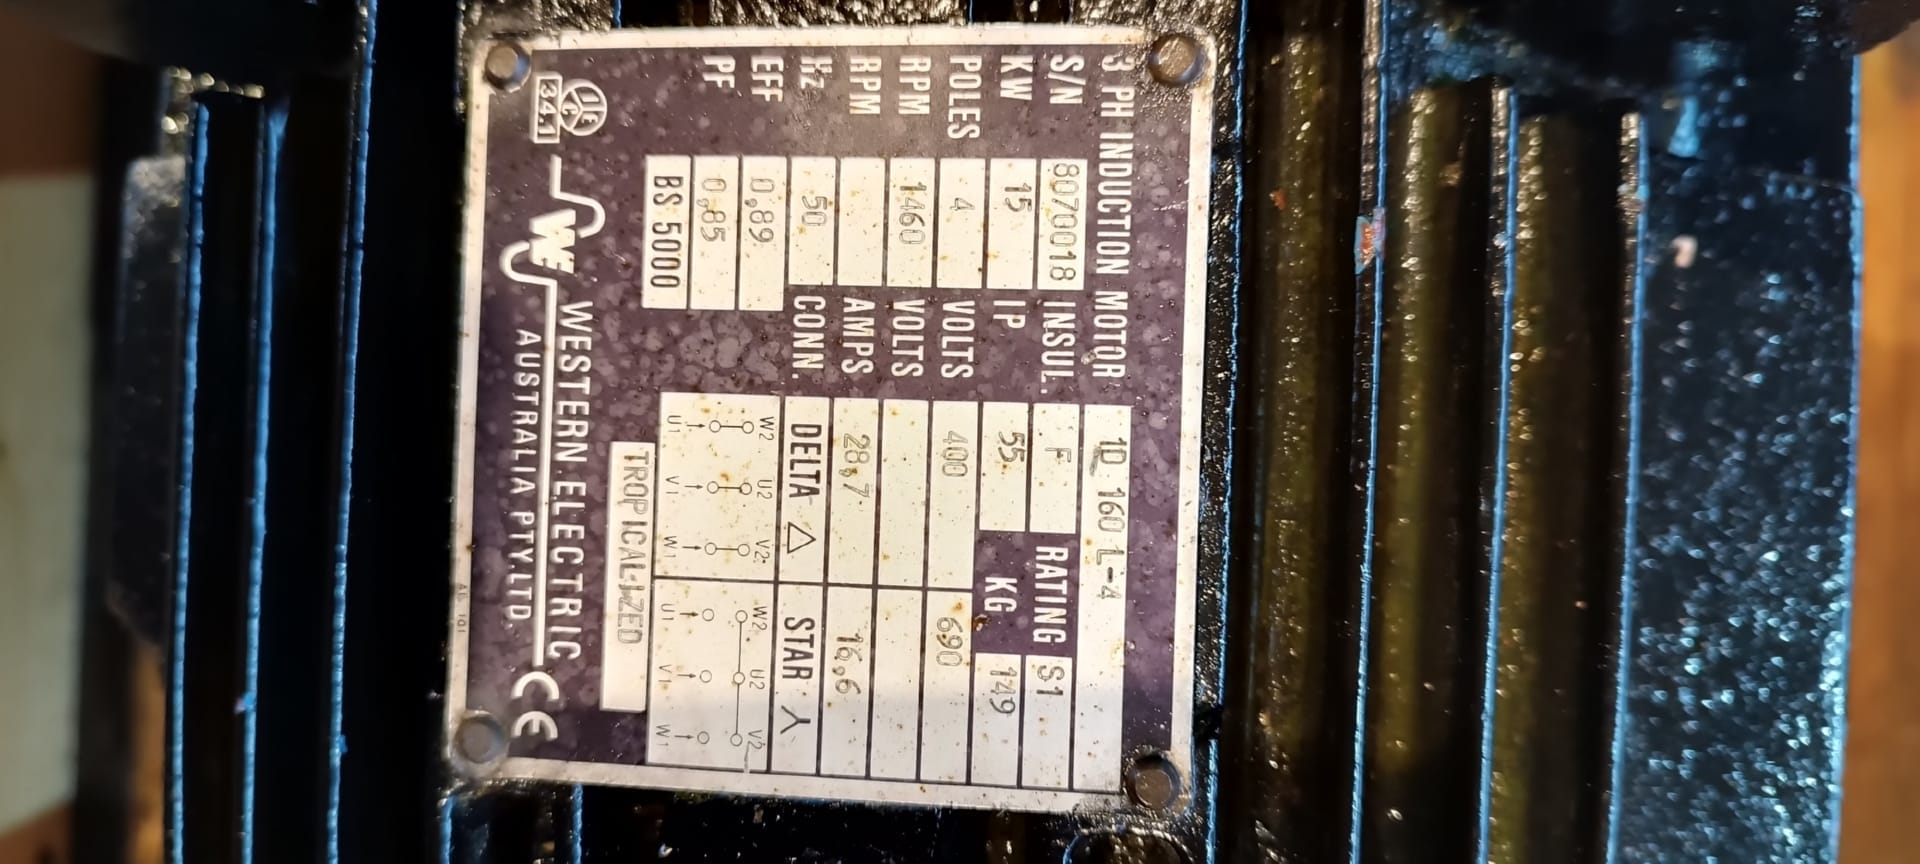 3 PH INDUCTION MOTOR 1D 160 L-4
S/N 80700018 INSUL. F RATING S1
KW 15 IP 55 KG 149
POLES 4 VOLTS 400 690
RPM 1460 VOLTS
RPM AMPS 28,7 16,6
Hz 50 CONN. DELTA △ STAR 人
EFF 0,89
PF 0,85
BS 5000
W2 U2 V2 W2 U2 V2
U1 V1 W1 U1 V1 W1
TROPICALIZED
IEC
34.1
WE
WESTERN ELECTRIC
AUSTRALIA PTY.LTD.
CE